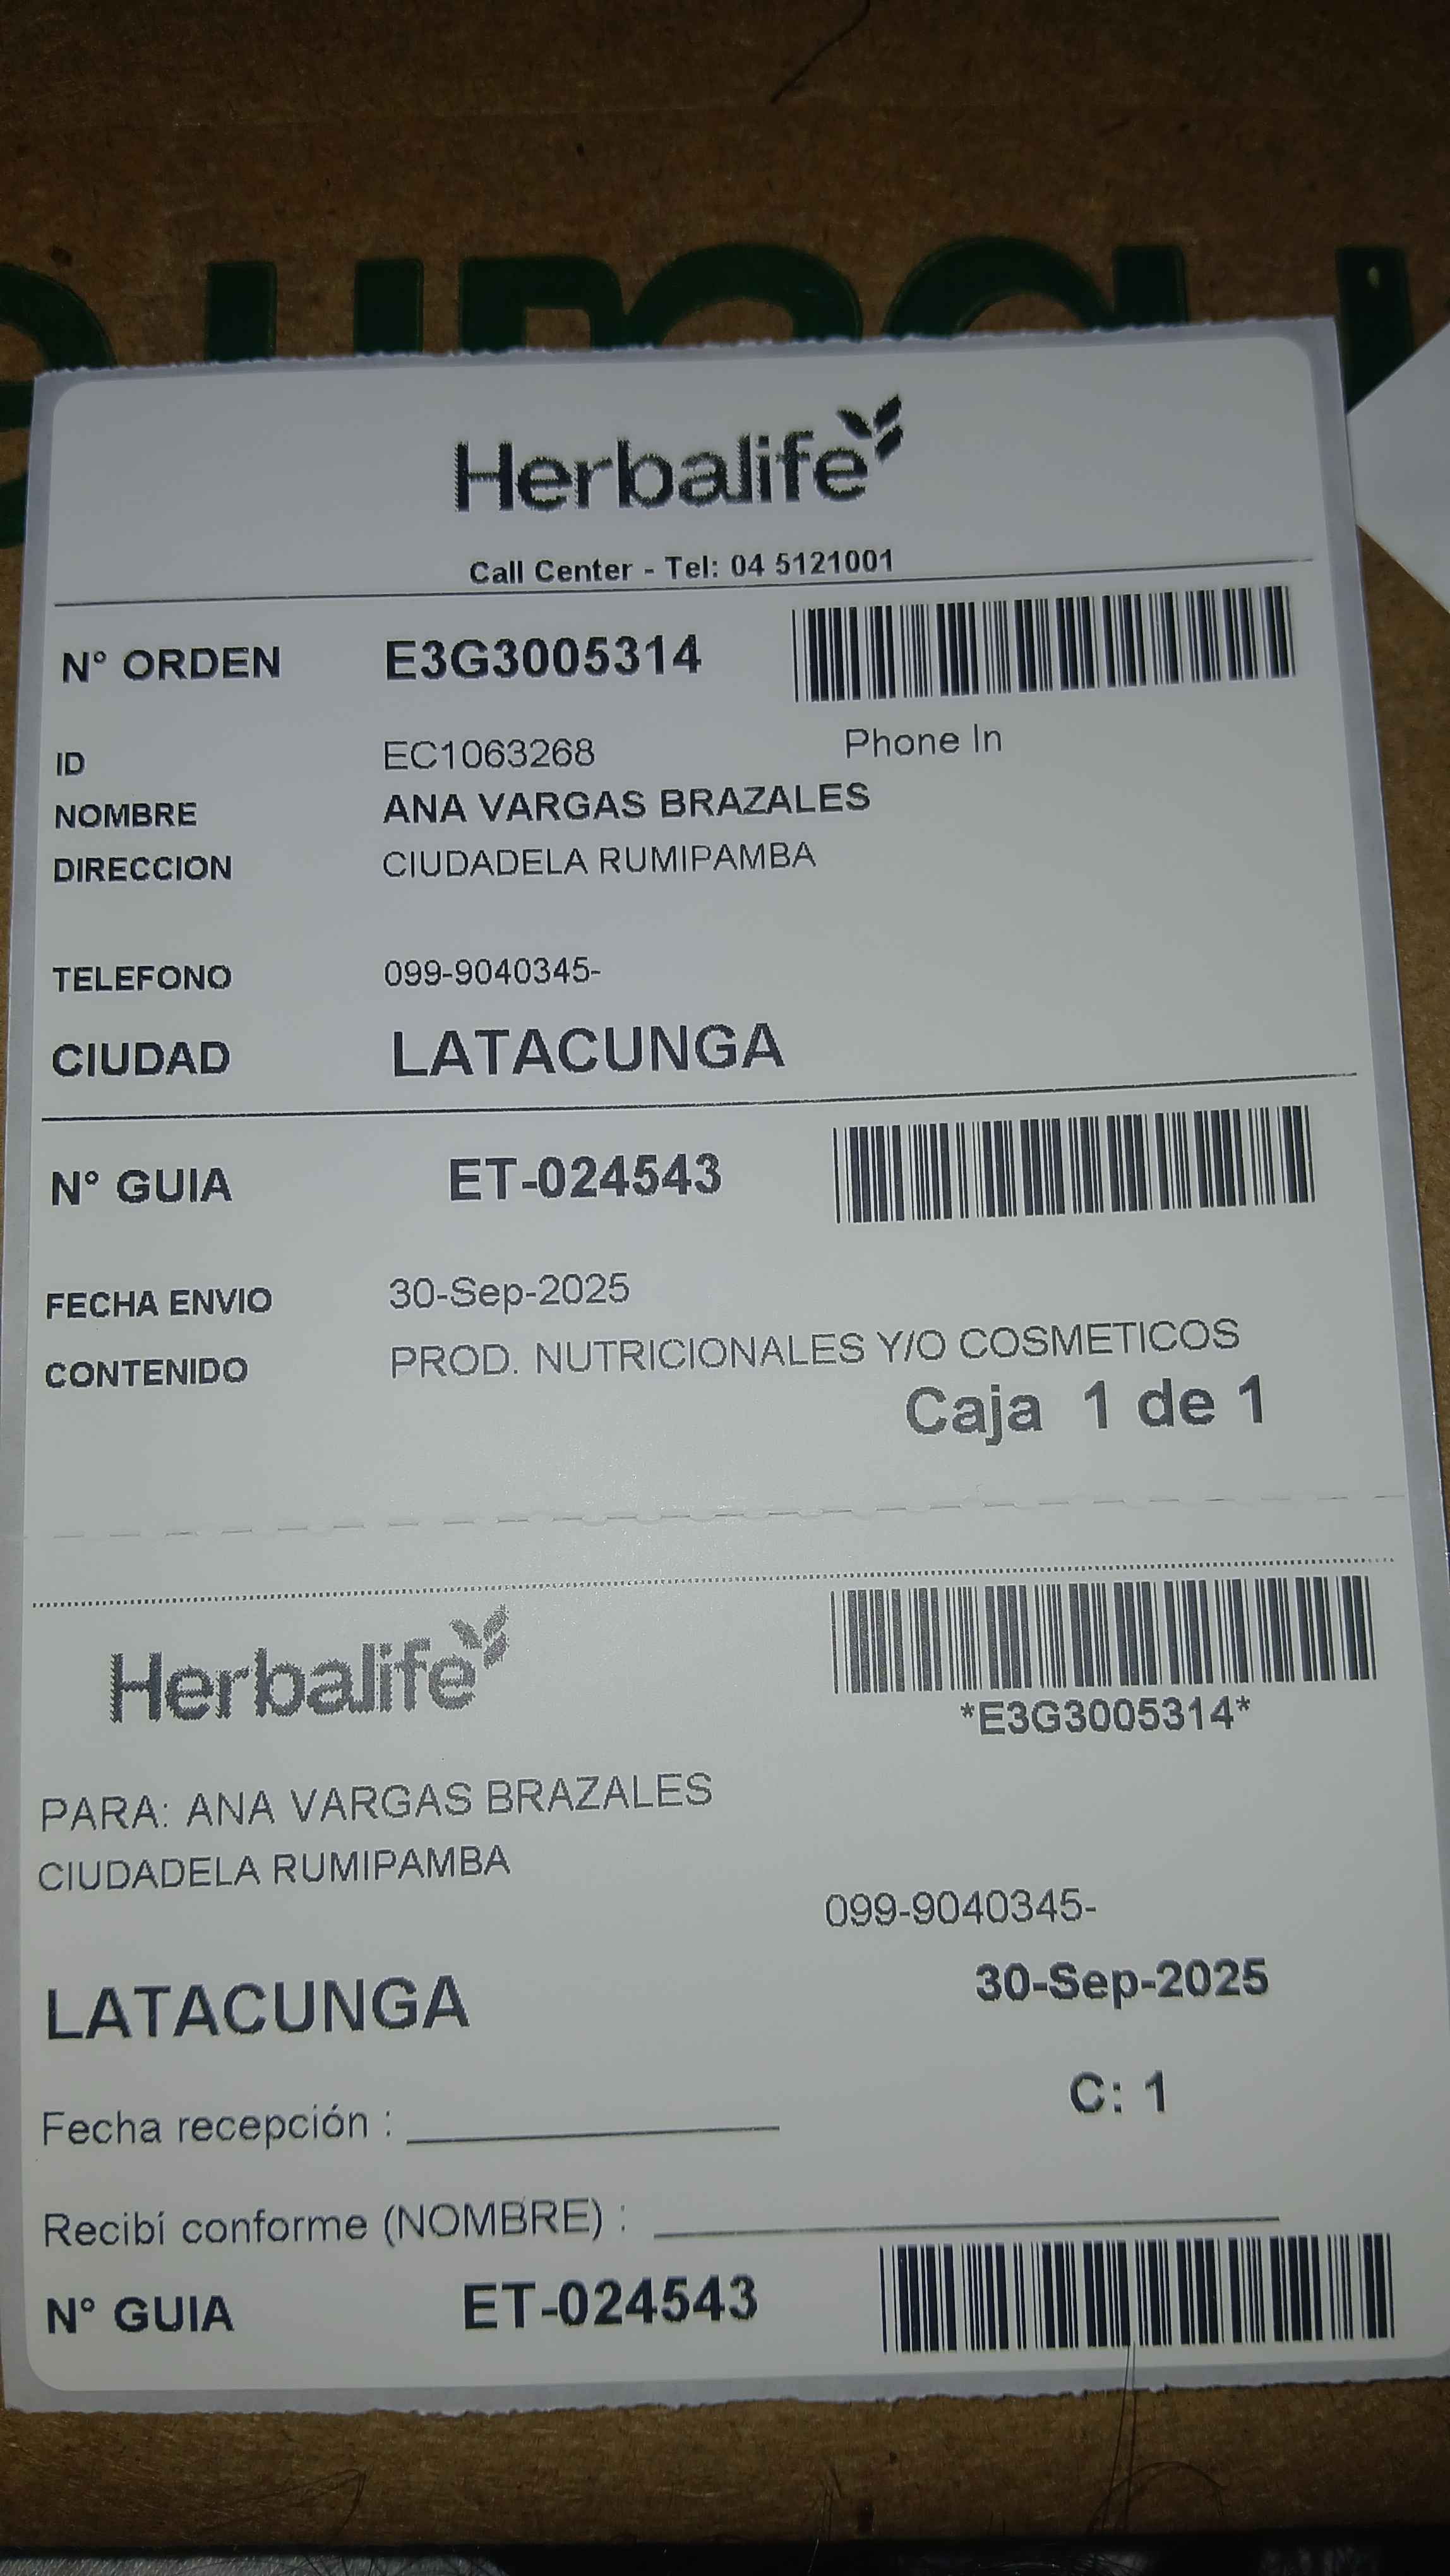 Herbalife
Call Center - Tel: 04 5121001
N° ORDEN E3G3005314
ID EC1063268 Phone In
NOMBRE ANA VARGAS BRAZALES
DIRECCION CIUDADELA RUMIPAMBA
TELEFONO 099-9040345-
CIUDAD LATACUNGA
N° GUIA ET-024543
FECHA ENVIO 30-Sep-2025
CONTENIDO PROD. NUTRICIONALES Y/O COSMETICOS
Caja 1 de 1
Herbalife
*E3G3005314*
PARA: ANA VARGAS BRAZALES
CIUDADELA RUMIPAMBA
099-9040345-
30-Sep-2025
LATACUNGA
C: 1
Fecha recepción :
Recibí conforme (NOMBRE) :
N° GUIA ET-024543